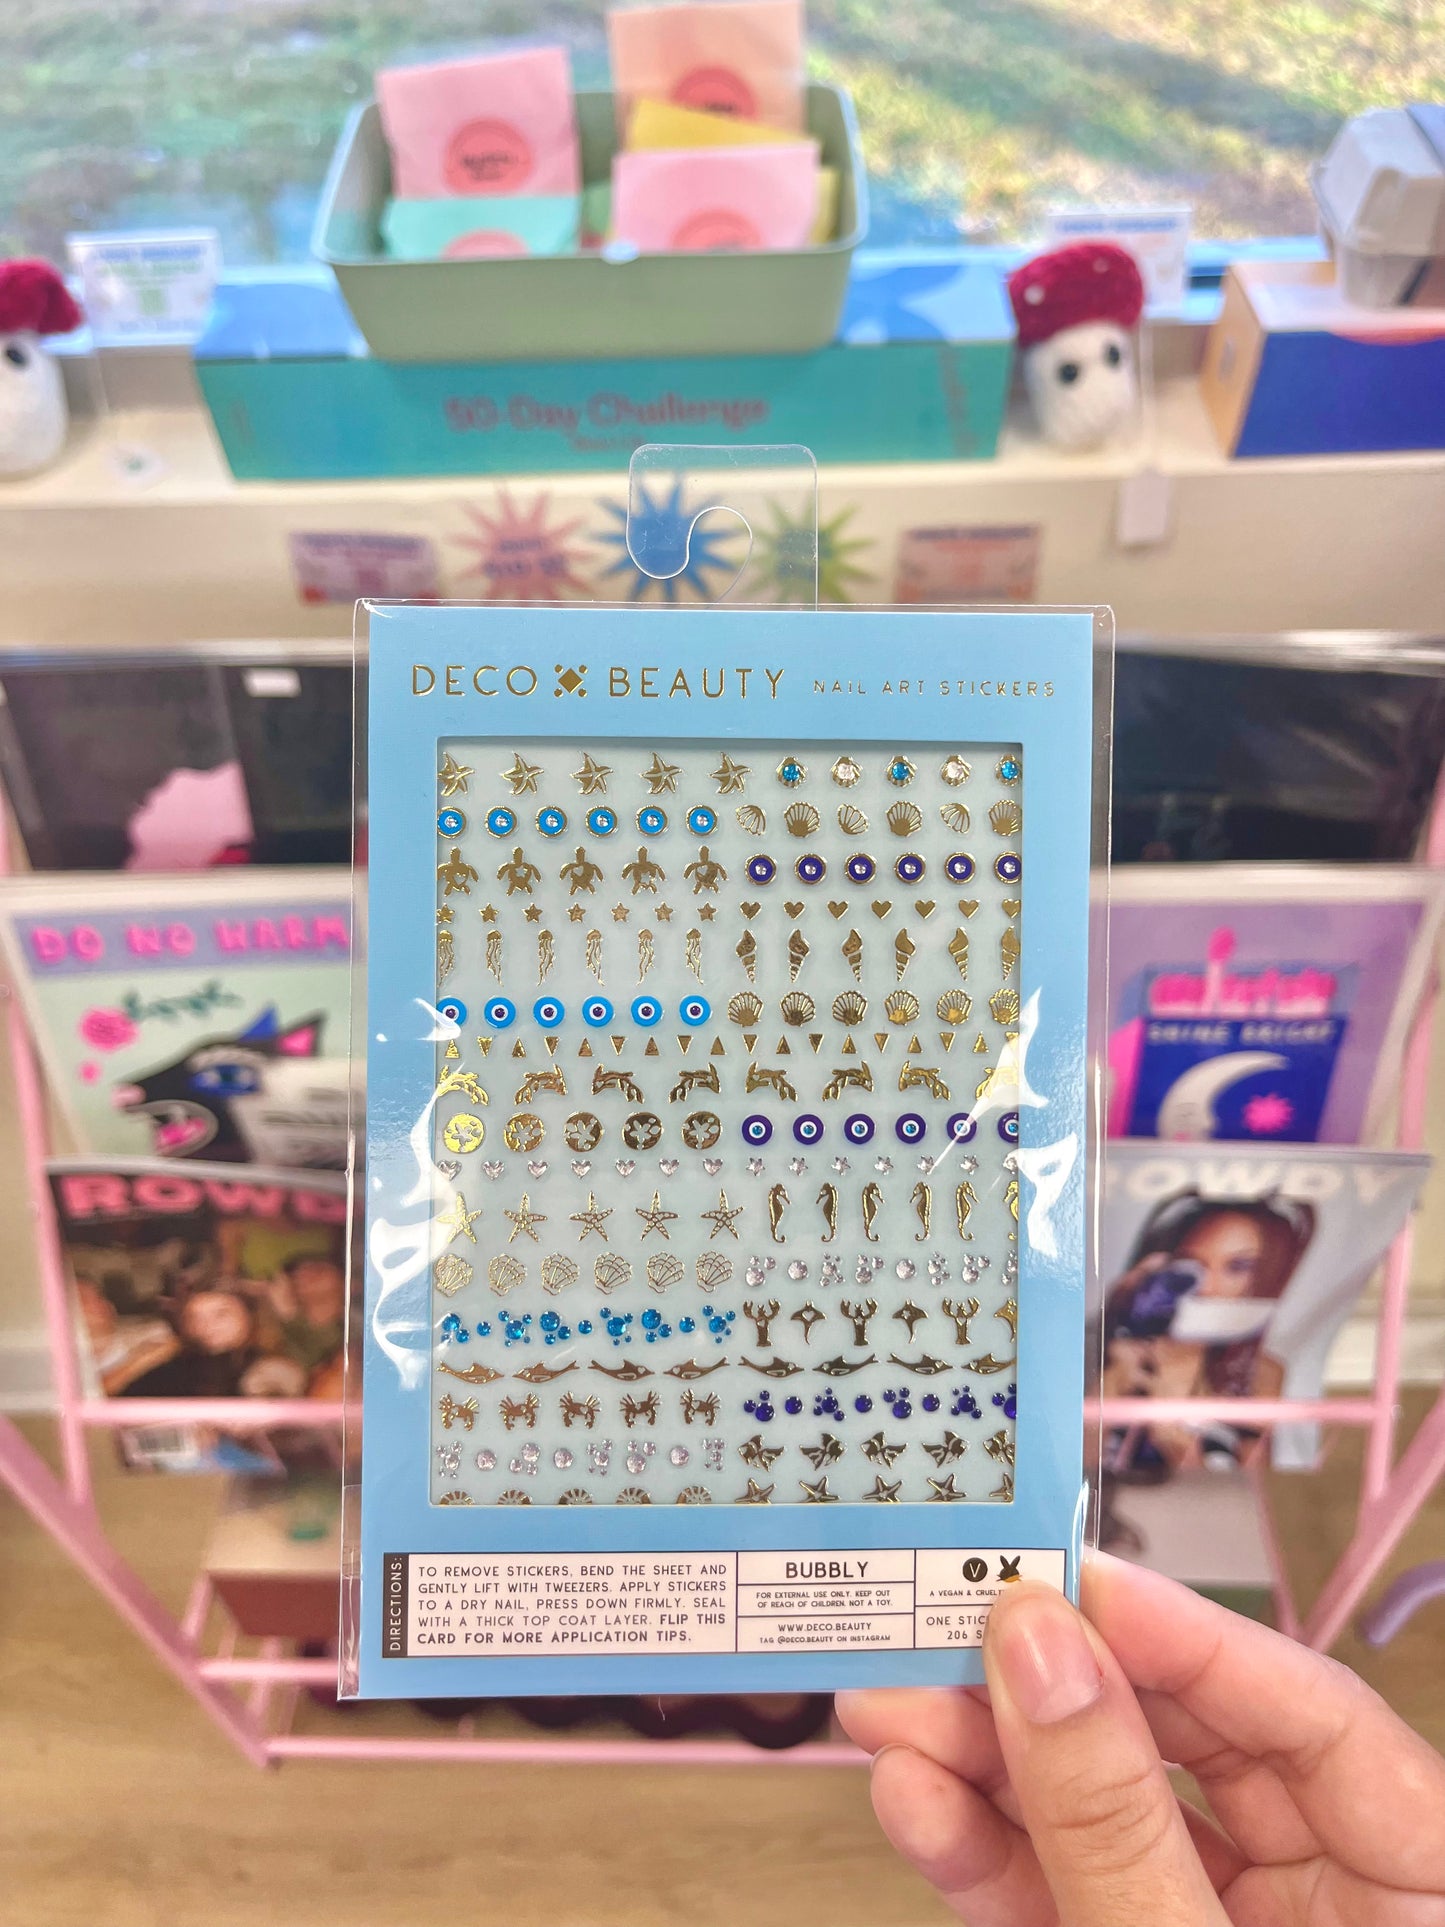 50-Day Challenge
DECO BEAUTY NAIL ART STICKERS
DO NO HARM
SHINE BRIGHT
ROWD
OWDY
DIRECTIONS:
TO REMOVE STICKERS, BEND THE SHEET AND
GENTLY LIFT WITH TWEEZERS. APPLY STICKERS
TO A DRY NAIL, PRESS DOWN FIRMLY. SEAL
WITH A THICK TOP COAT LAYER. FLIP THIS
CARD FOR MORE APPLICATION TIPS.
BUBBLY
FOR EXTERNAL USE ONLY. KEEP OUT
OF REACH OF CHILDREN. NOT A TOY.
WWW.DECO.BEAUTY
TAG @DECO.BEAUTY ON INSTAGRAM
V
A VEGAN & CRUEL
ONE STIC
206 S